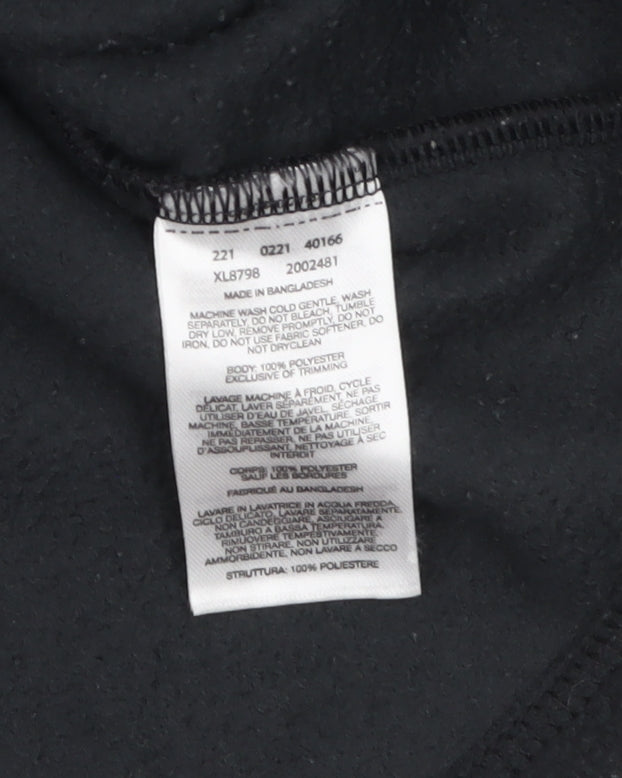 221 0221 40166
XL8798 2002481
MADE IN BANGLADESH
MACHINE WASH COLD GENTLE, WASH
SEPARATELY, DO NOT BLEACH, TUMBLE
DRY LOW, REMOVE PROMPTLY, DO NOT
IRON, DO NOT USE FABRIC SOFTENER, DO
NOT DRYCLEAN
BODY: 100% POLYESTER
EXCLUSIVE OF TRIMMING
LAVAGE MACHINE À FROID, CYCLE
DÉLICAT, LAVER SÉPARÉMENT, NE PAS
UTILISER D'EAU DE JAVEL, SÉCHAGE
MACHINE, BASSE TEMPÉRATURE, SORTIR
IMMÉDIATEMENT DE LA MACHINE,
NE PAS REPASSER, NE PAS UTILISER
D'ASSOUPLISSANT, NETTOYAGE À SEC
INTERDIT
CORPS: 100% POLYESTER
SAUF LES BORDURES
FABRIQUÉ AU BANGLADESH
LAVARE IN LAVATRICE IN ACQUA FREDDA,
CICLO DELICATO, LAVARE SEPARATAMENTE,
NON CANDEGGIARE, ASCIUGARE A
TAMBURO A BASSA TEMPERATURA,
RIMUOVERE TEMPESTIVAMENTE,
NON STIRARE, NON UTILIZZARE
AMMORBIDENTE, NON LAVARE A SECCO
STRUTTURA: 100% POLIESTERE